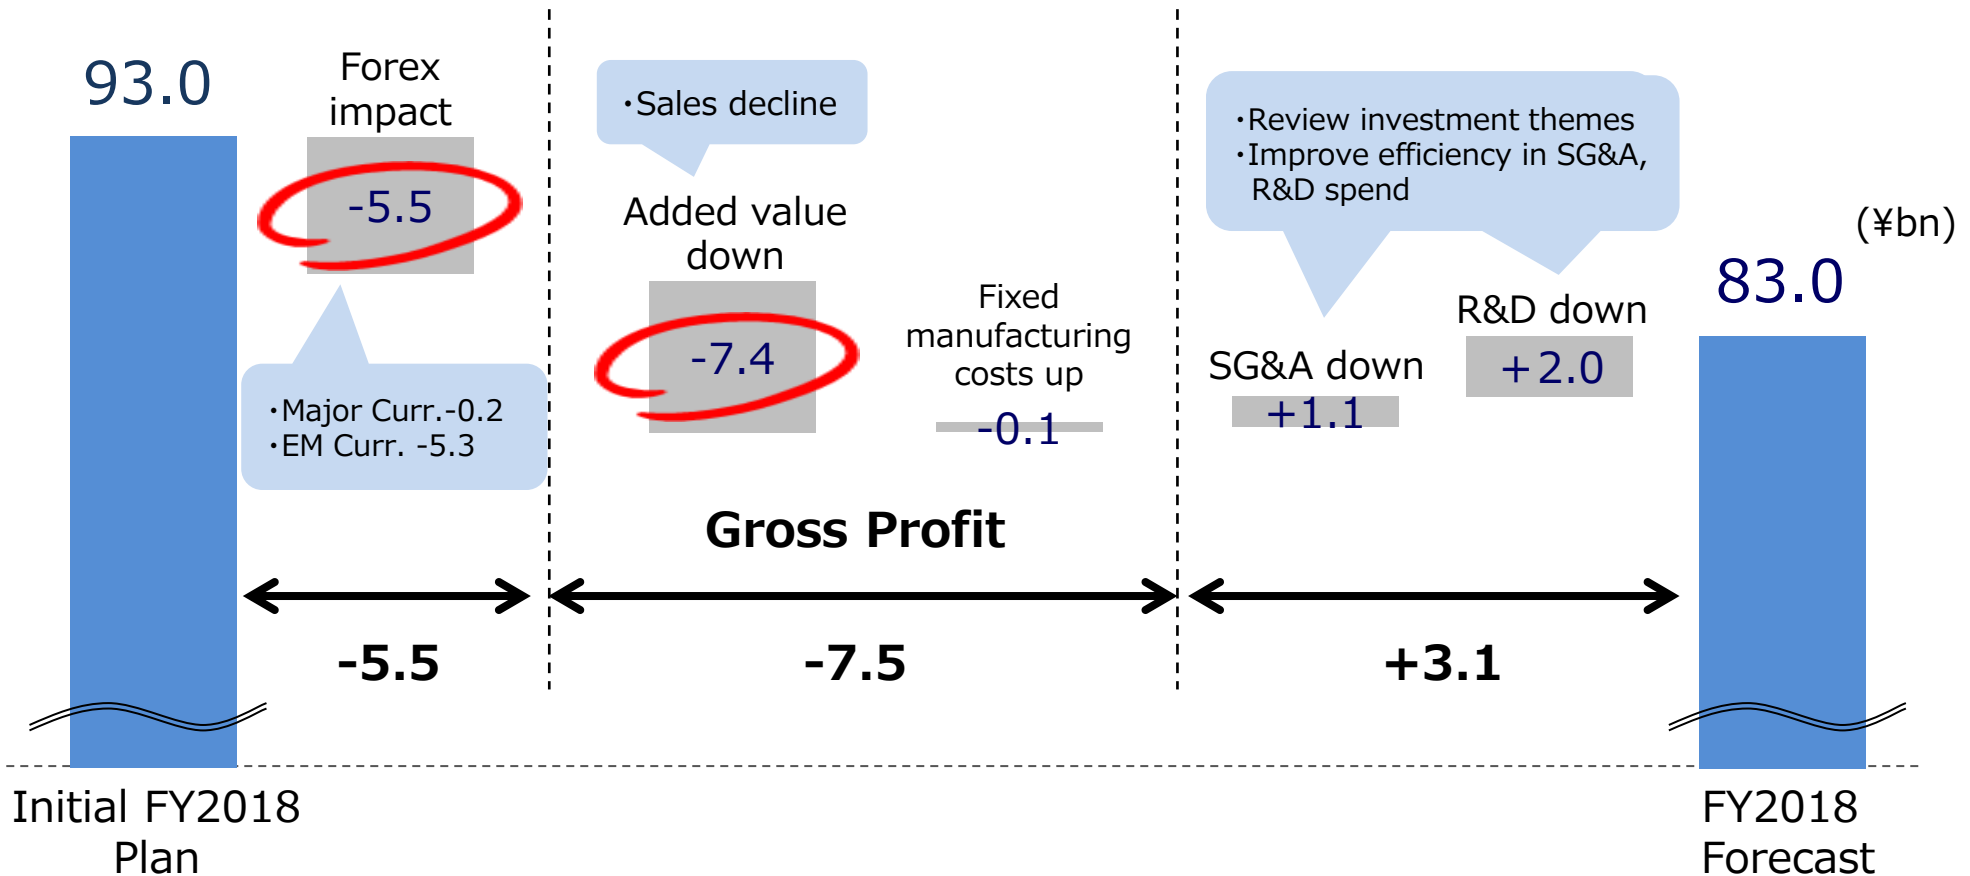 93.0
Forex
impact
-5.5
・Major Curr.-0.2
・EM Curr. -5.3
・Sales decline
Added value
down
-7.4
Fixed
manufacturing
costs up
-0.1
・Review investment themes
・Improve efficiency in SG&A,
R&D spend
SG&A down
+1.1
R&D down
+2.0
(¥bn)
83.0
Gross Profit
-5.5
-7.5
+3.1
Initial FY2018
Plan
FY2018
Forecast